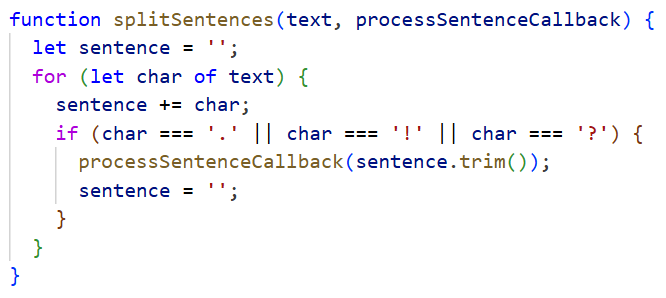 function splitSentences(text, processSentenceCallback) {
  let sentence = '';
  for (let char of text) {
    sentence += char;
    if (char === '.' || char === '!' || char === '?') {
      processSentenceCallback(sentence.trim());
      sentence = '';
    }
  }
}